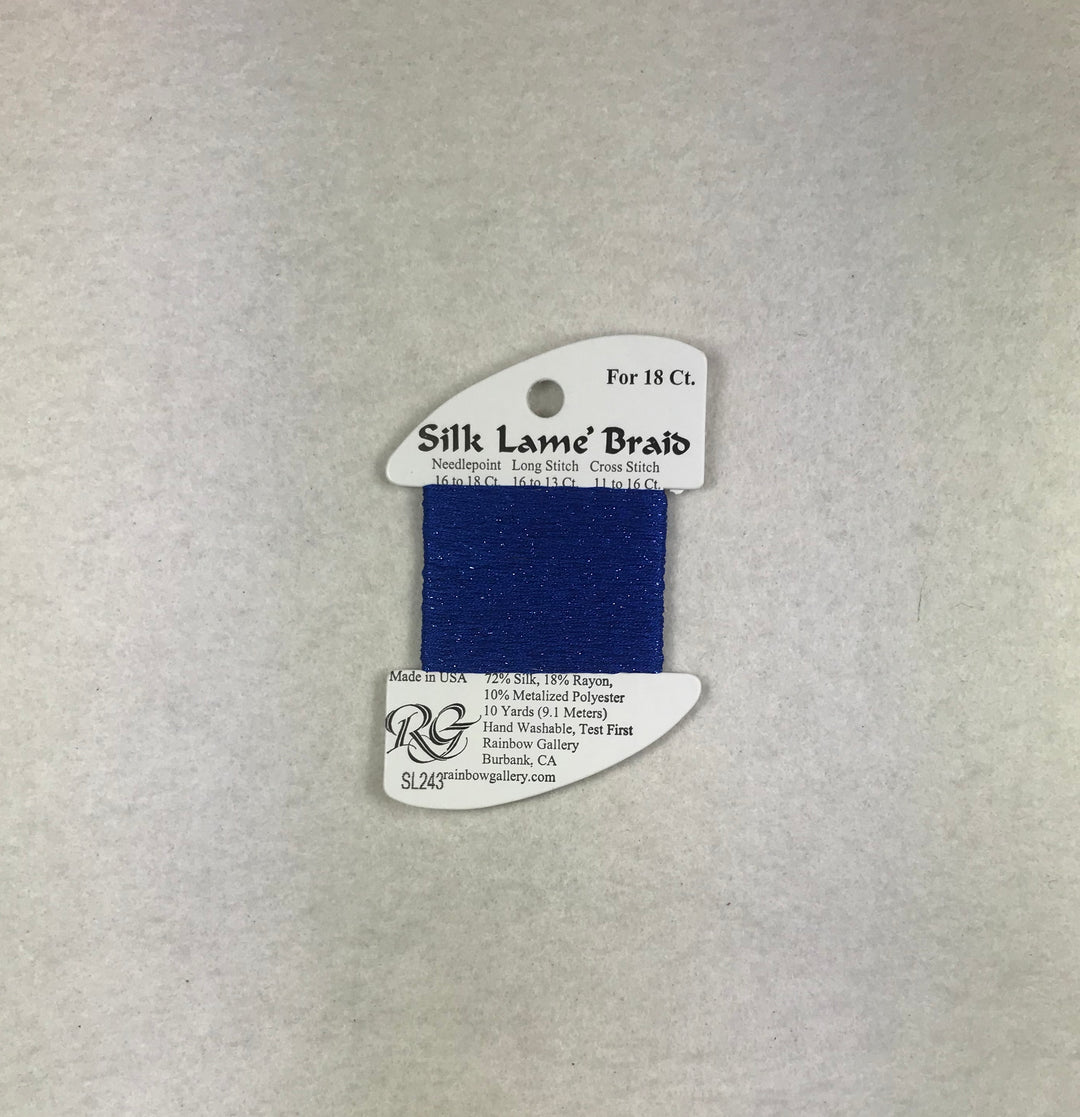 For 18 Ct.
Silk Lame' Braid
Needlepoint Long Stitch Cross Stitch
16 to 18 Ct. 16 to 13 Ct. 11 to 16 Ct.
Made in USA
72% Silk, 18% Rayon,
10% Metalized Polyester
10 Yards (9.1 Meters)
Hand Washable, Test First
Rainbow Gallery
Burbank, CA
rainbowgallery.com
RG
SL243